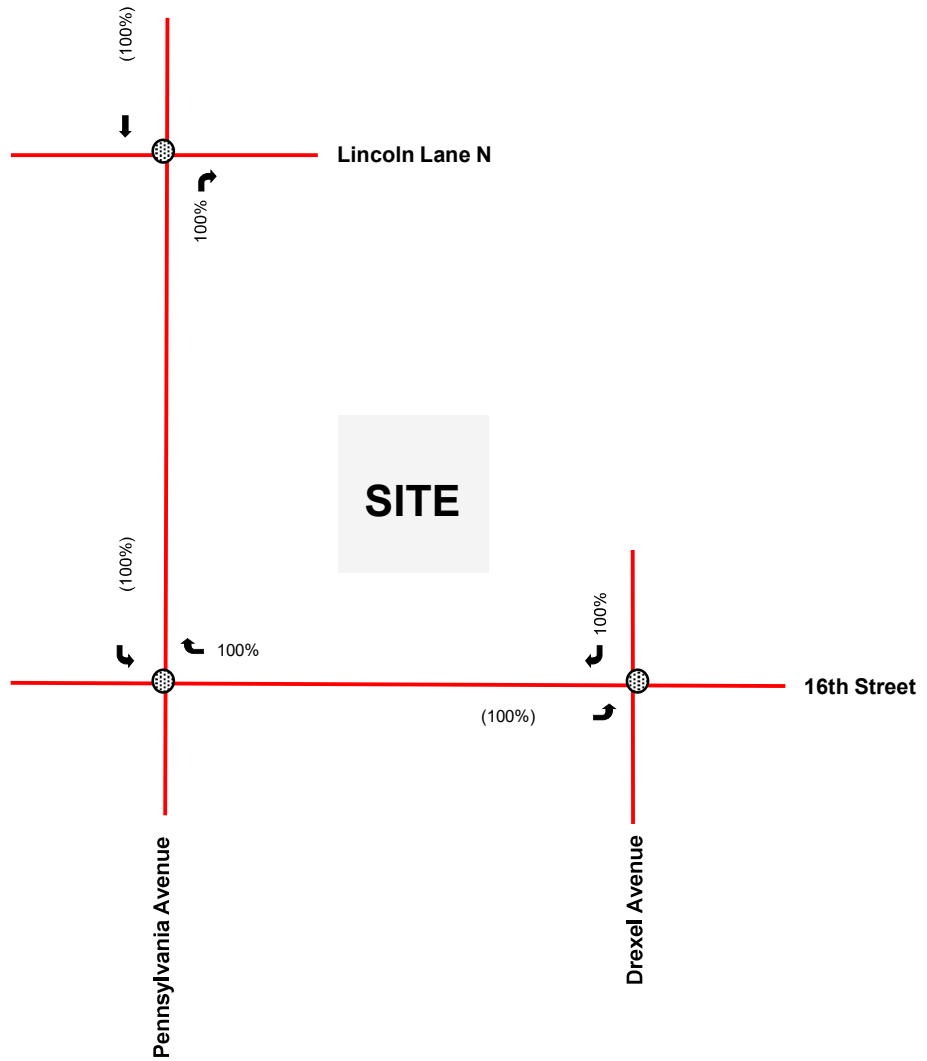 (100%)
Lincoln Lane N
100%
SITE
(100%)
100%
100%
16th Street
(100%)
Pennsylvania Avenue
Drexel Avenue